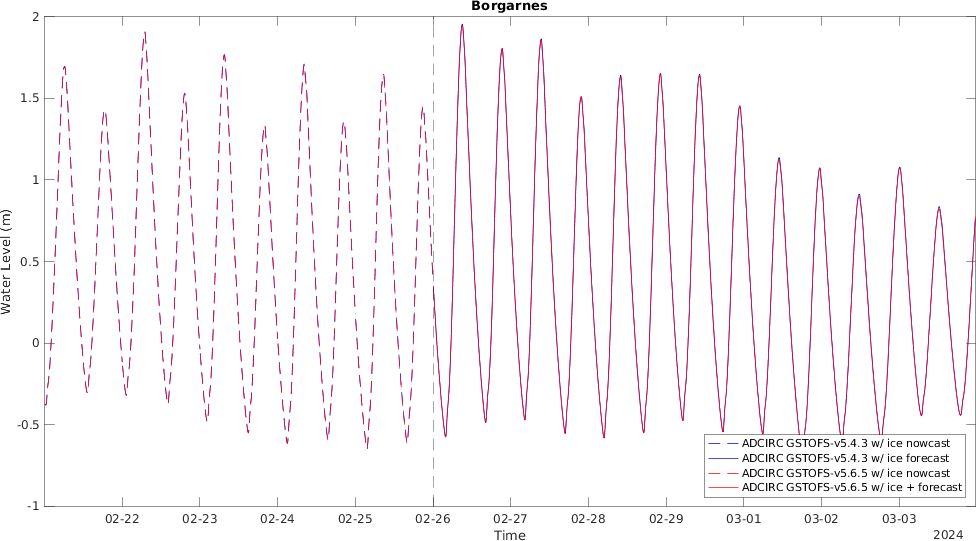 Borgarnes
2
1.5
1
0.5
0
-0.5
-1
Water Level (m)
ADCIRC GSTOFS-v5.4.3 w/ ice nowcast
ADCIRC GSTOFS-v5.4.3 w/ ice forecast
ADCIRC GSTOFS-v5.6.5 w/ ice nowcast
ADCIRC GSTOFS-v5.6.5 w/ ice + forecast
02-22 02-23 02-24 02-25 02-26 02-27 02-28 02-29 03-01 03-02 03-03
Time
2024